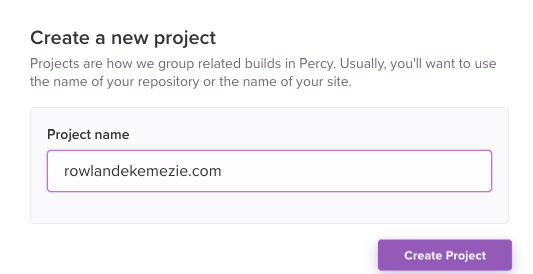 Create a new project
Projects are how we group related builds in Percy. Usually, you'll want to use
the name of your repository or the name of your site.
Project name
rowlandekemezie.com
Create Project